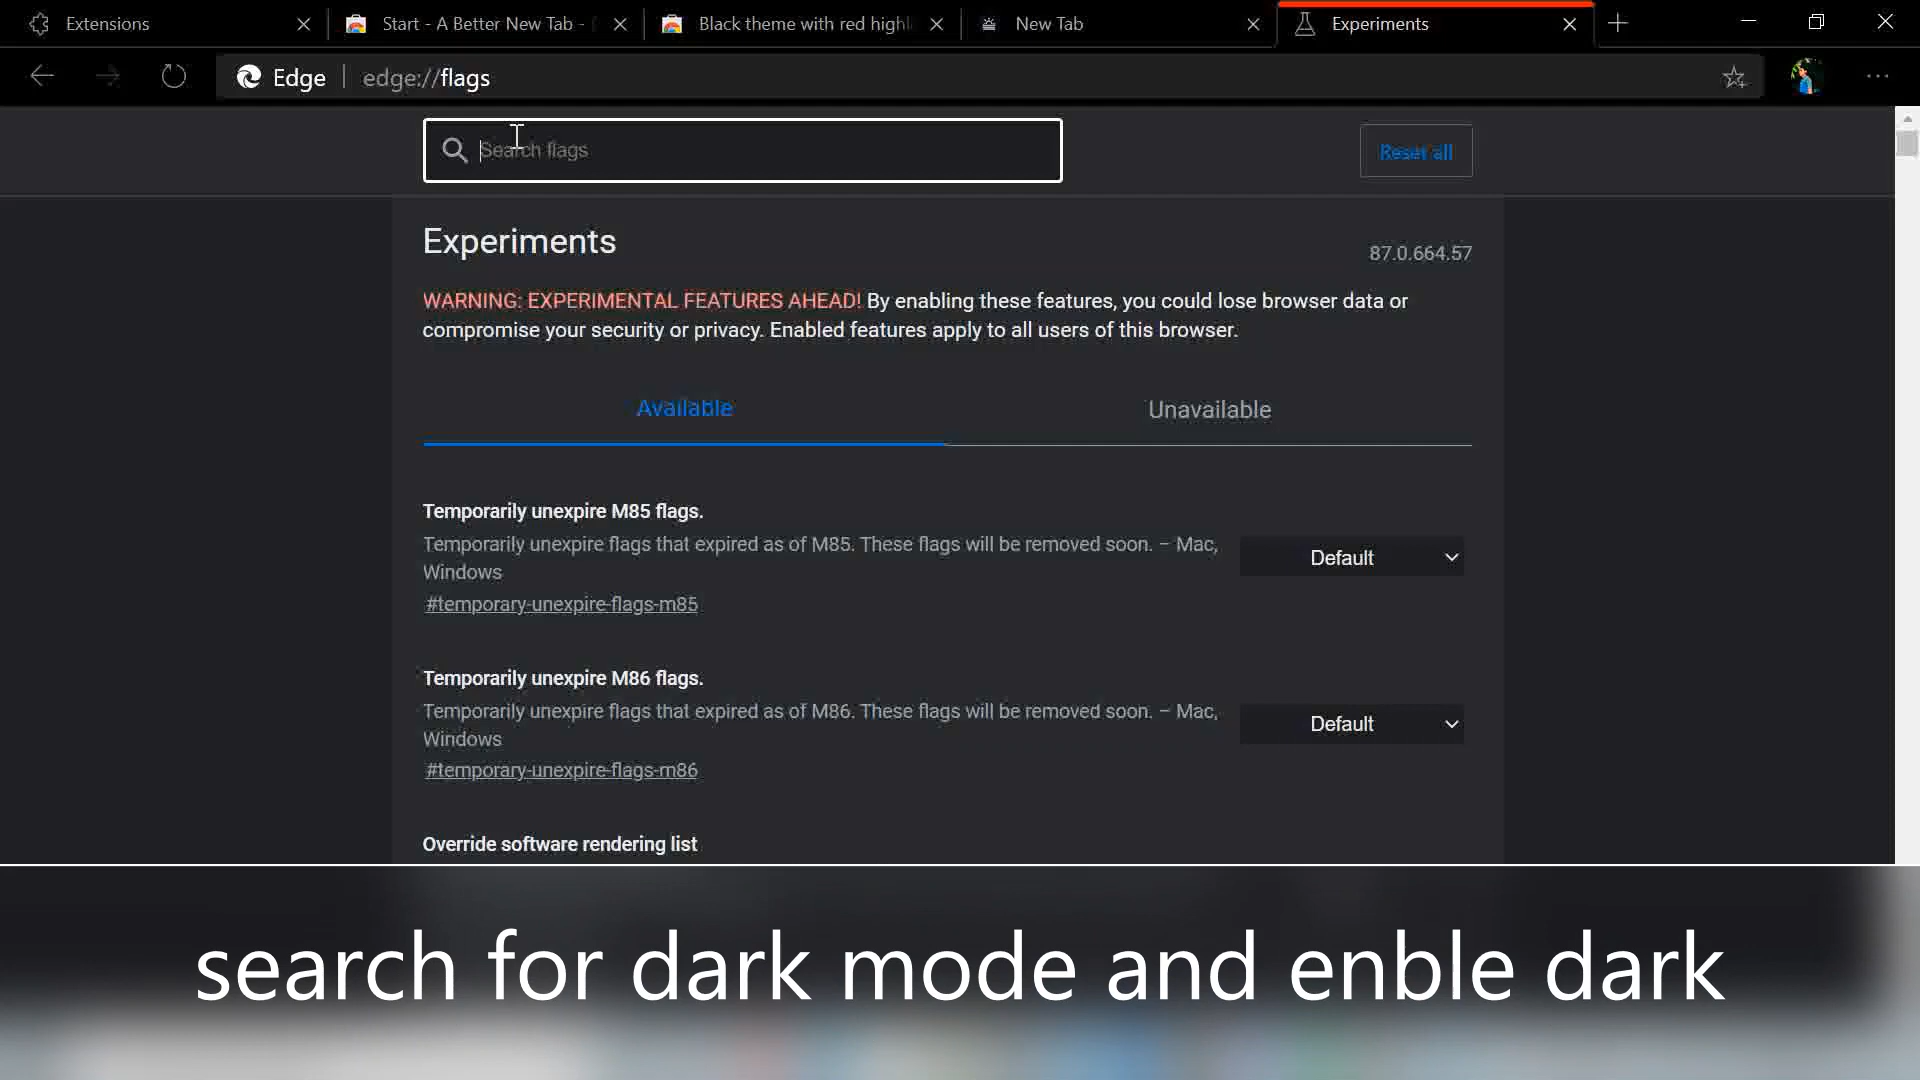 Extensions
Start - A Better New Tab -
Black theme with red highl
New Tab
Experiments
Edge
edge://flags
Search flags
Reset all
Experiments
87.0.664.57
WARNING: EXPERIMENTAL FEATURES AHEAD! By enabling these features, you could lose browser data or
compromise your security or privacy. Enabled features apply to all users of this browser.
Available
Unavailable
Temporarily unexpire M85 flags.
Temporarily unexpire flags that expired as of M85. These flags will be removed soon. – Mac,
Windows
Default
#temporary-unexpire-flags-m85
Temporarily unexpire M86 flags.
Temporarily unexpire flags that expired as of M86. These flags will be removed soon. – Mac,
Windows
Default
#temporary-unexpire-flags-m86
Override software rendering list
search for dark mode and enble dark